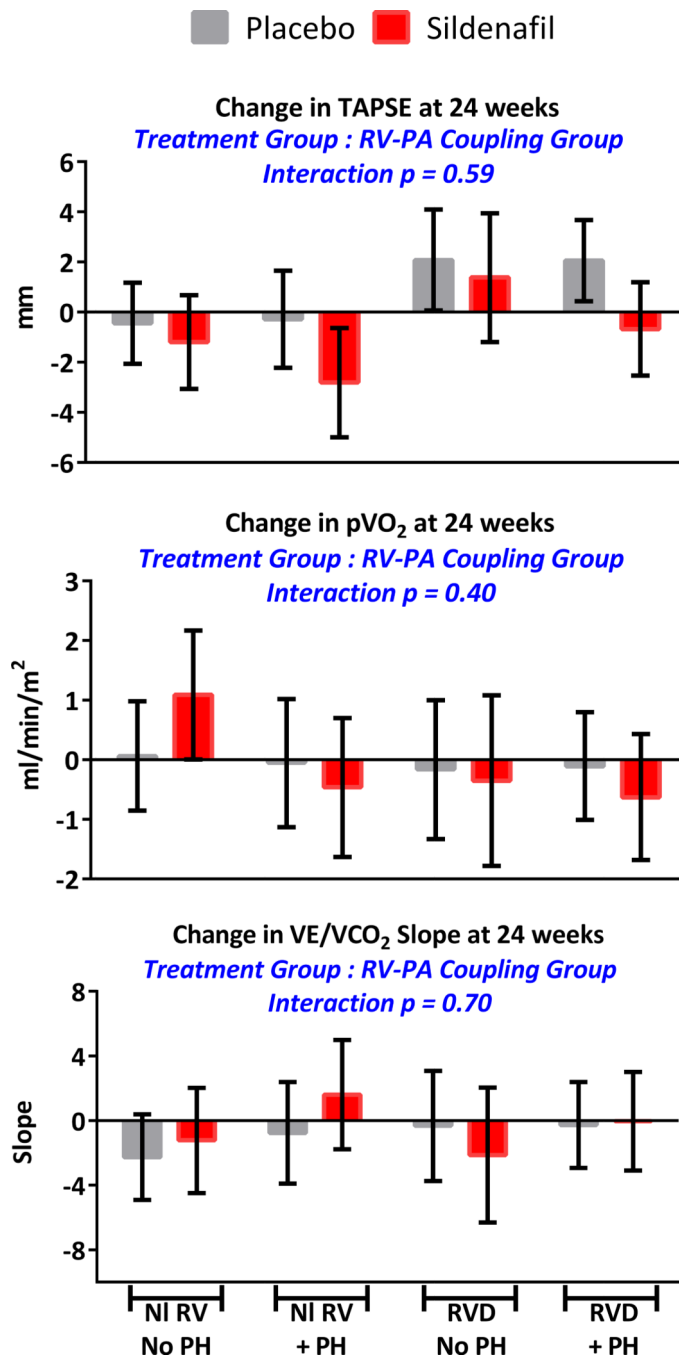 Placebo Sildenafil
Change in TAPSE at 24 weeks
Treatment Group : RV-PA Coupling Group
Interaction p = 0.59
6
4
2
0
-2
-4
-6
mm
Change in pVO₂ at 24 weeks
Treatment Group : RV-PA Coupling Group
Interaction p = 0.40
3
2
1
0
-1
-2
ml/min/m²
Change in VE/VCO₂ Slope at 24 weeks
Treatment Group : RV-PA Coupling Group
Interaction p = 0.70
8
4
0
-4
-8
Slope
Nl RV Nl RV RVD RVD
No PH + PH No PH + PH